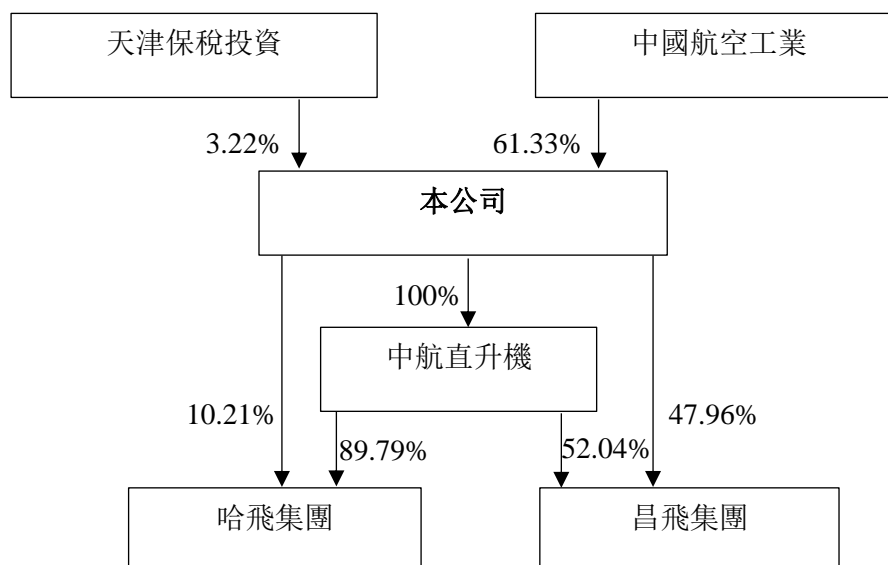 天津保稅投資
中國航空工業
3.22%
61.33%
本公司
100%
中航直升機
10.21%
47.96%
89.79%
52.04%
哈飛集團
昌飛集團